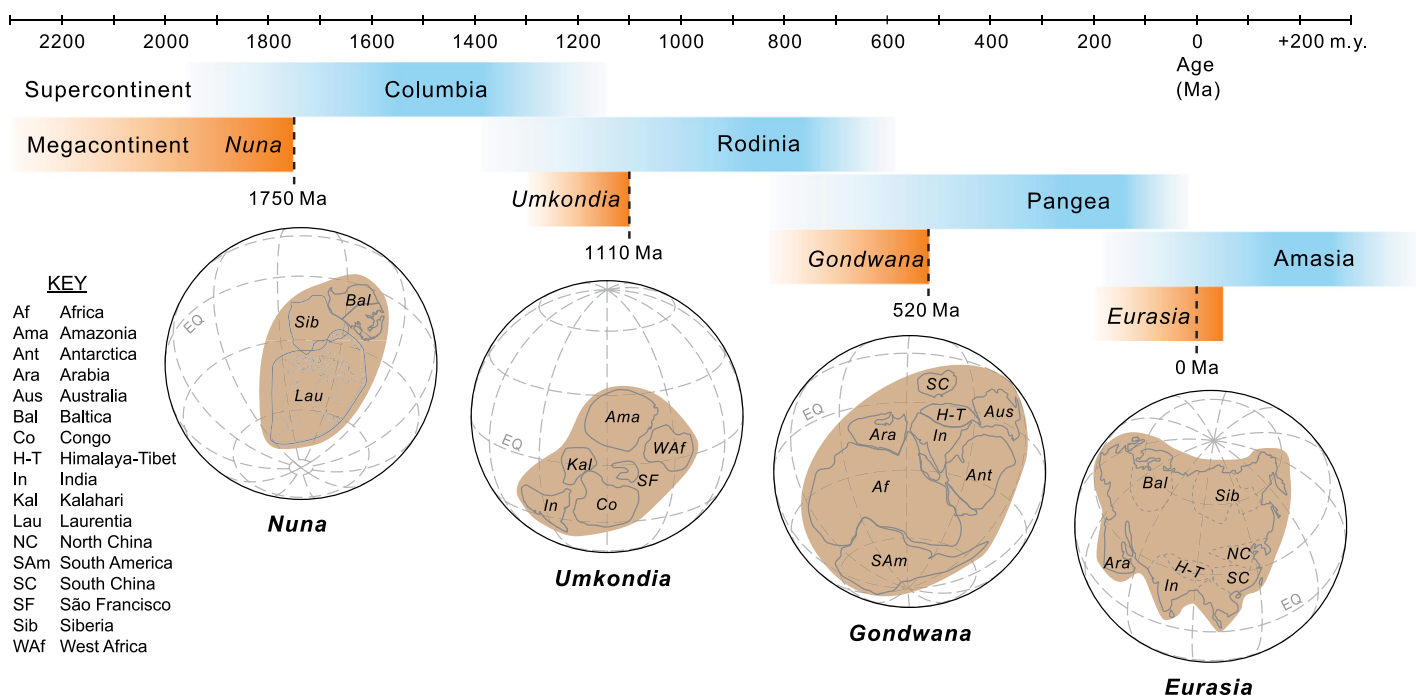 2200 2000 1800 1600 1400 1200 1000 800 600 400 200 0 +200 m.y.
Age
(Ma)
Supercontinent Columbia
Megacontinent Nuna Rodinia
1750 Ma
Umkondia Pangea
1110 Ma
Gondwana Amasia
520 Ma
Eurasia
0 Ma
KEY
Af Africa
Ama Amazonia
Ant Antarctica
Ara Arabia
Aus Australia
Bal Baltica
Co Congo
H-T Himalaya-Tibet
In India
Kal Kalahari
Lau Laurentia
NC North China
SAm South America
SC South China
SF São Francisco
Sib Siberia
WAf West Africa
EQ
Bal
Sib
Lau
Nuna
EQ
Ama
WAf
Kal
SF
In
Co
Umkondia
EQ
SC
H-T
Aus
Ara
In
Af
Ant
SAm
Gondwana
Bal
Sib
NC
Ara
H-T
SC
In
EQ
Eurasia